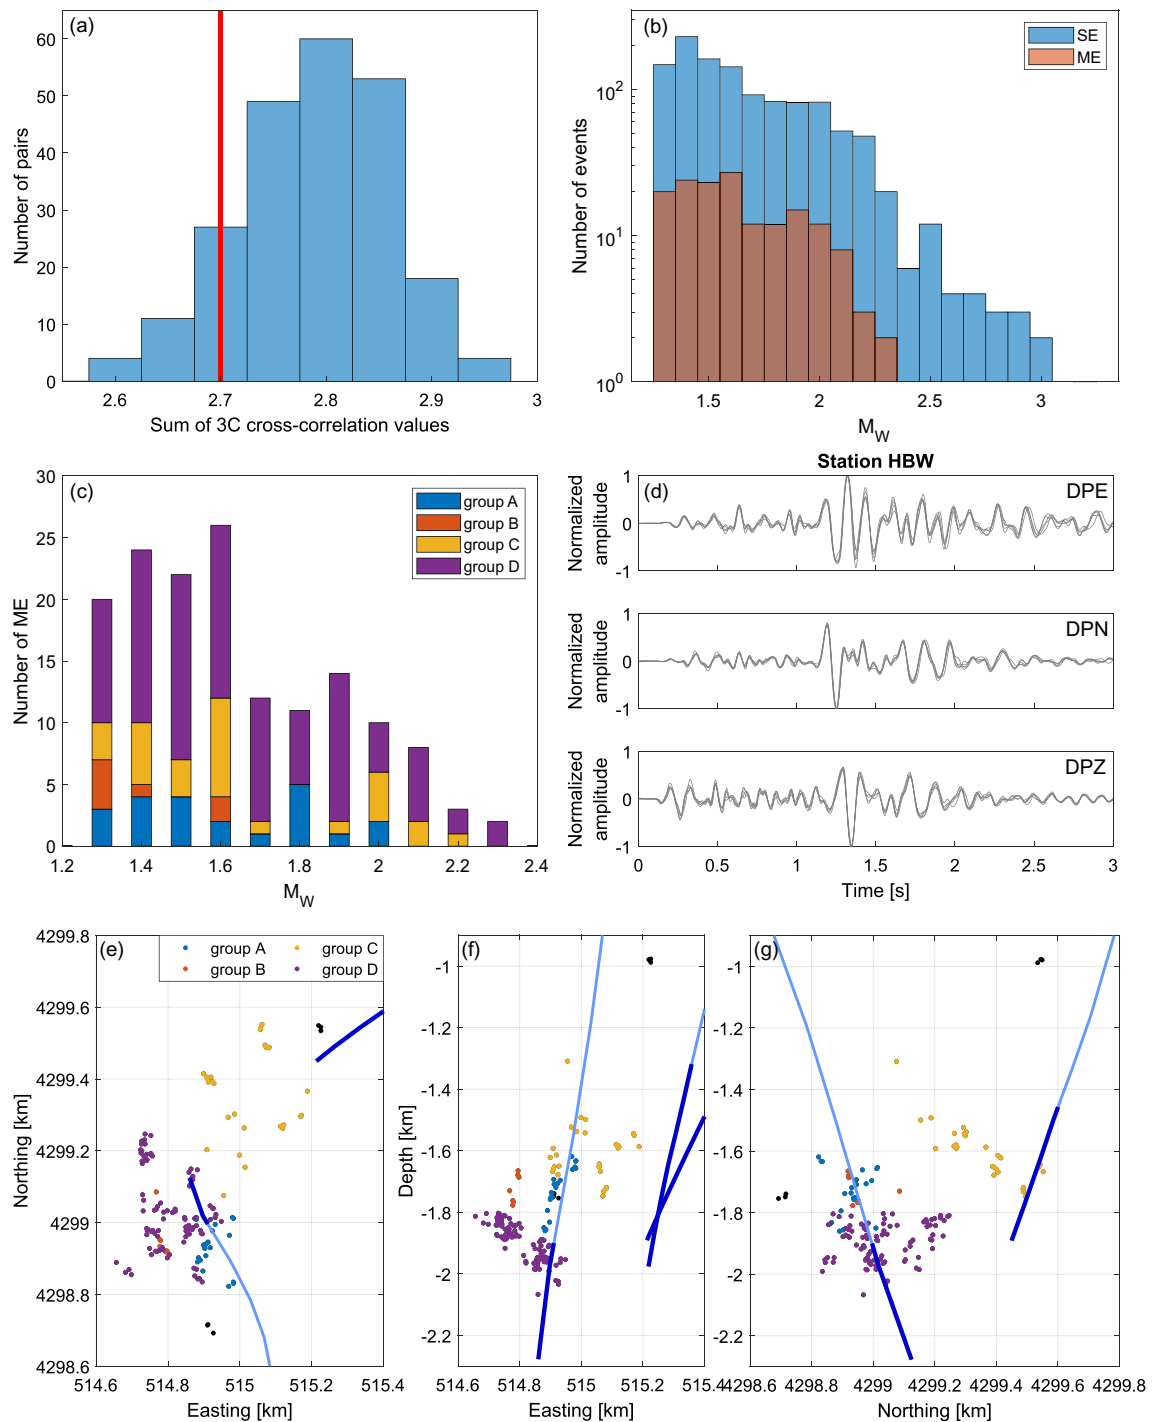 (a)
60
50
40
30
20
10
0
Number of pairs
2.6 2.7 2.8 2.9 3
Sum of 3C cross-correlation values
(b)
SE
ME
10²
10¹
10⁰
Number of events
1.5 2 2.5 3
M_W
(c)
group A
group B
group C
group D
30
25
20
15
10
5
0
Number of ME
1.2 1.4 1.6 1.8 2 2.2 2.4
M_W
Station HBW
(d)
DPE
1
0
-1
Normalized
amplitude
DPN
1
0
-1
Normalized
amplitude
DPZ
1
0
-1
Normalized
amplitude
0 0.5 1 1.5 2 2.5 3
Time [s]
(e)
group A group C
group B group D
4299.8
4299.6
4299.4
4299.2
4299
4298.8
4298.6
Northing [km]
514.6 514.8 515 515.2 515.4
Easting [km]
(f)
-1
-1.2
-1.4
-1.6
-1.8
-2
-2.2
Depth [km]
514.6 514.8 515 515.2 515.4
Easting [km]
(g)
-1
-1.2
-1.4
-1.6
-1.8
-2
-2.2
4298.6 4298.8 4299 4299.2 4299.4 4299.6 4299.8
Northing [km]